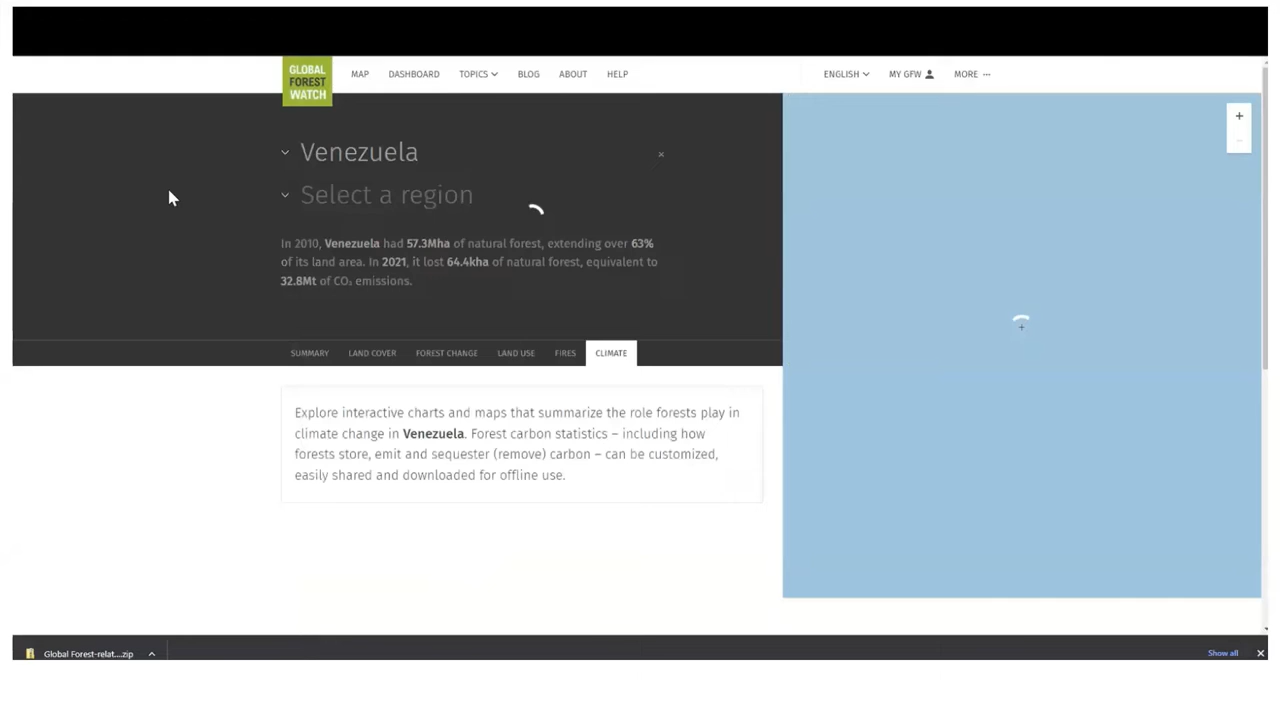 GLOBAL
FOREST
WATCH
MAP DASHBOARD TOPICS BLOG ABOUT HELP
ENGLISH MY GFW MORE ...
Venezuela
Select a region
In 2010, Venezuela had 57.3Mha of natural forest, extending over 63%
of its land area. In 2021, it lost 64.4kha of natural forest, equivalent to
32.8Mt of CO₂ emissions.
SUMMARY LAND COVER FOREST CHANGE LAND USE FIRES CLIMATE
Explore interactive charts and maps that summarize the role forests play in
climate change in Venezuela. Forest carbon statistics – including how
forests store, emit and sequester (remove) carbon – can be customized,
easily shared and downloaded for offline use.
Global Forest-relat....zip
Show all